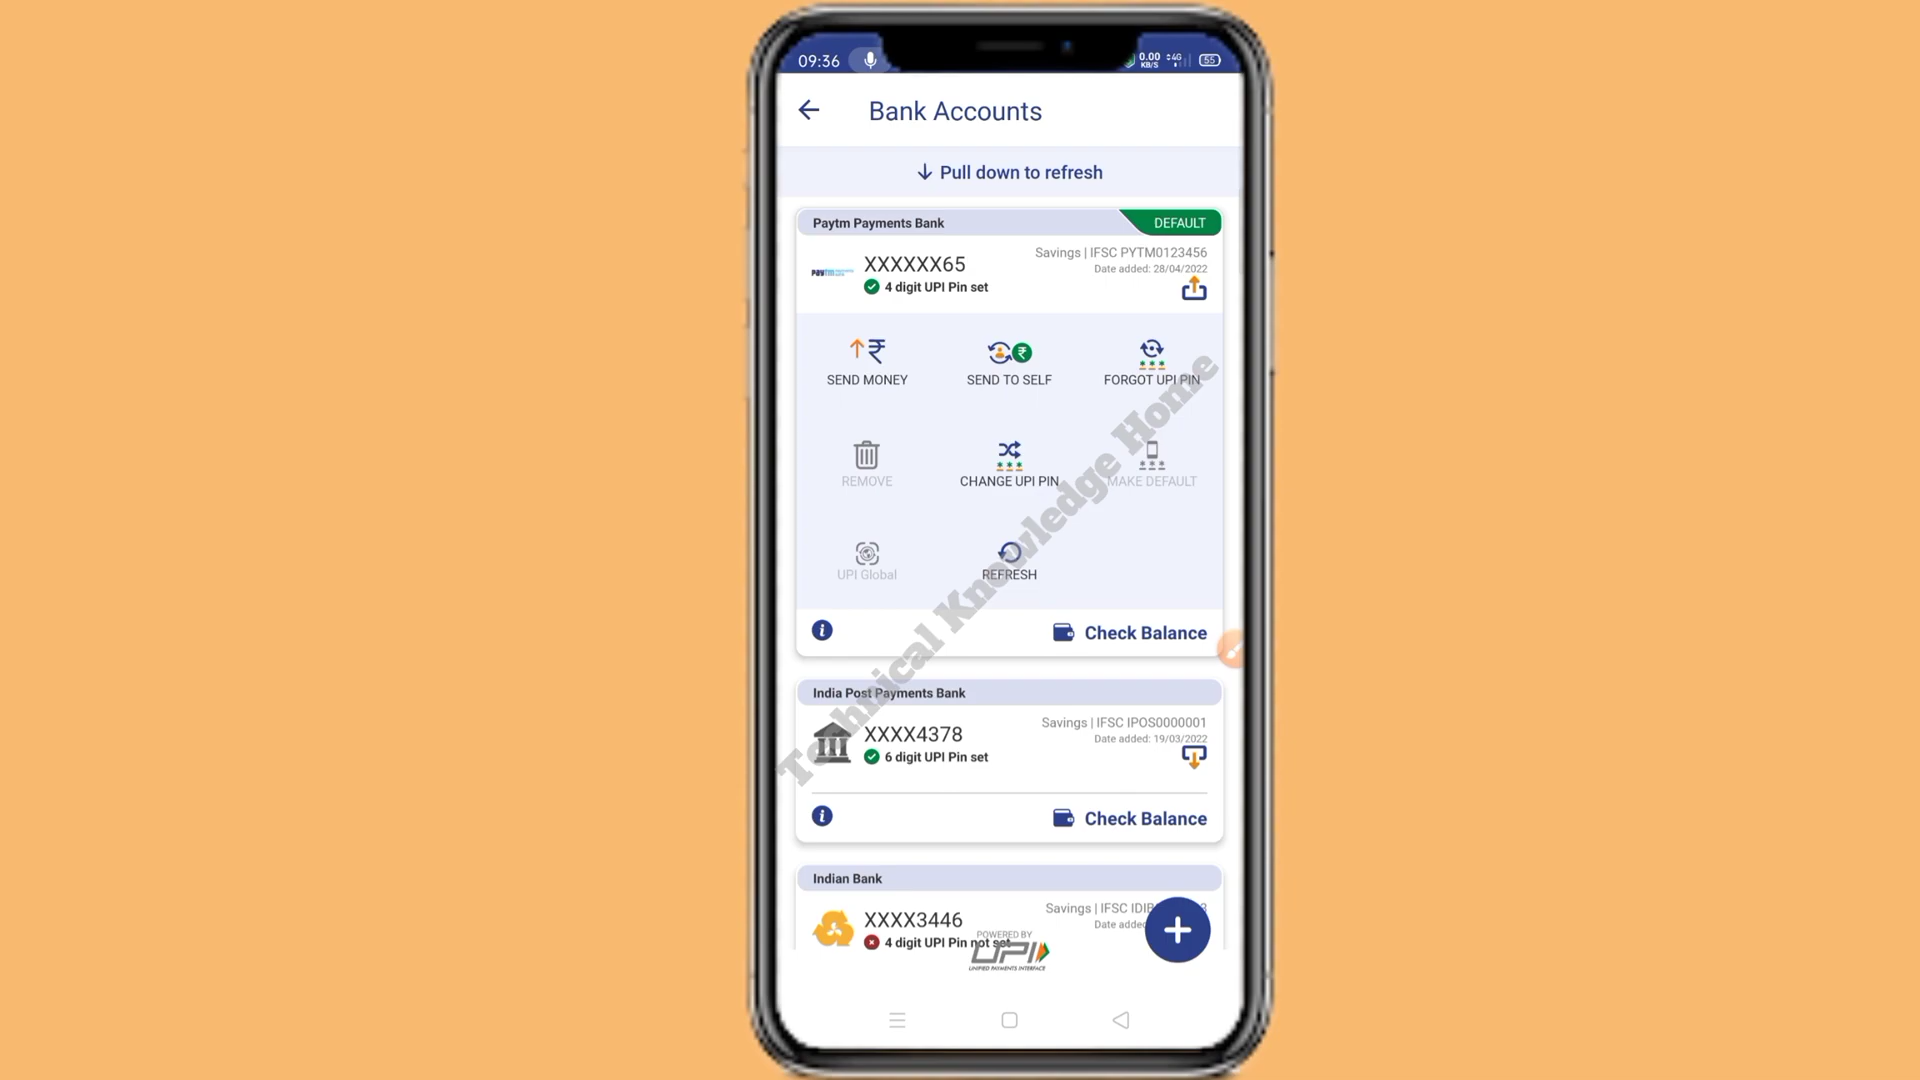 09:36
0.00
KB/S
4G
55
Bank Accounts
Pull down to refresh
Paytm Payments Bank
DEFAULT
XXXXXX65
Savings | IFSC PYTM0123456
Date added: 28/04/2022
4 digit UPI Pin set
SEND MONEY
SEND TO SELF
FORGOT UPI PIN
REMOVE
CHANGE UPI PIN
MAKE DEFAULT
UPI Global
REFRESH
Check Balance
India Post Payments Bank
XXXX4378
Savings | IFSC IPOS0000001
Date added: 19/03/2022
6 digit UPI Pin set
Check Balance
Indian Bank
XXXX3446
Savings | IFSC
Date
4 digit UPI Pin not set
POWERED BY
UPI
UNIFIED PAYMENTS INTERFACE
Technical Knowledge Home